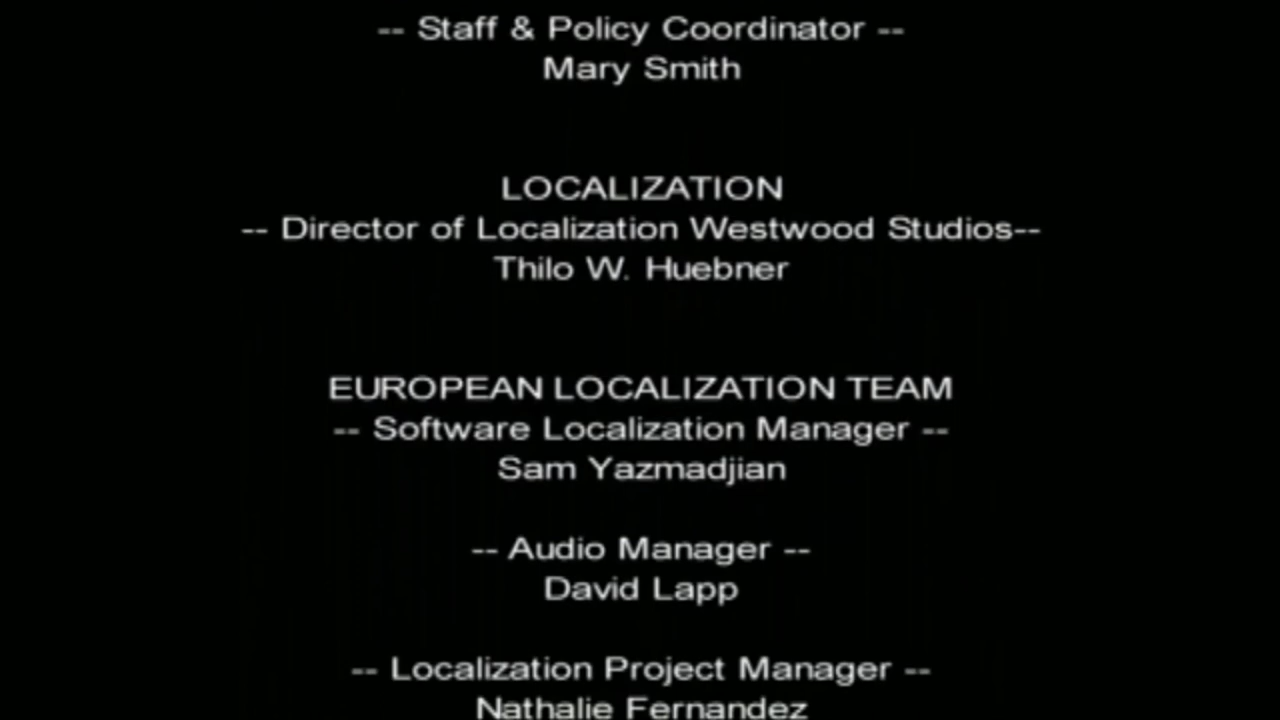 -- Staff & Policy Coordinator --
Mary Smith
LOCALIZATION
-- Director of Localization Westwood Studios--
Thilo W. Huebner
EUROPEAN LOCALIZATION TEAM
-- Software Localization Manager --
Sam Yazmadjian
-- Audio Manager --
David Lapp
-- Localization Project Manager --
Nathalie Fernandez